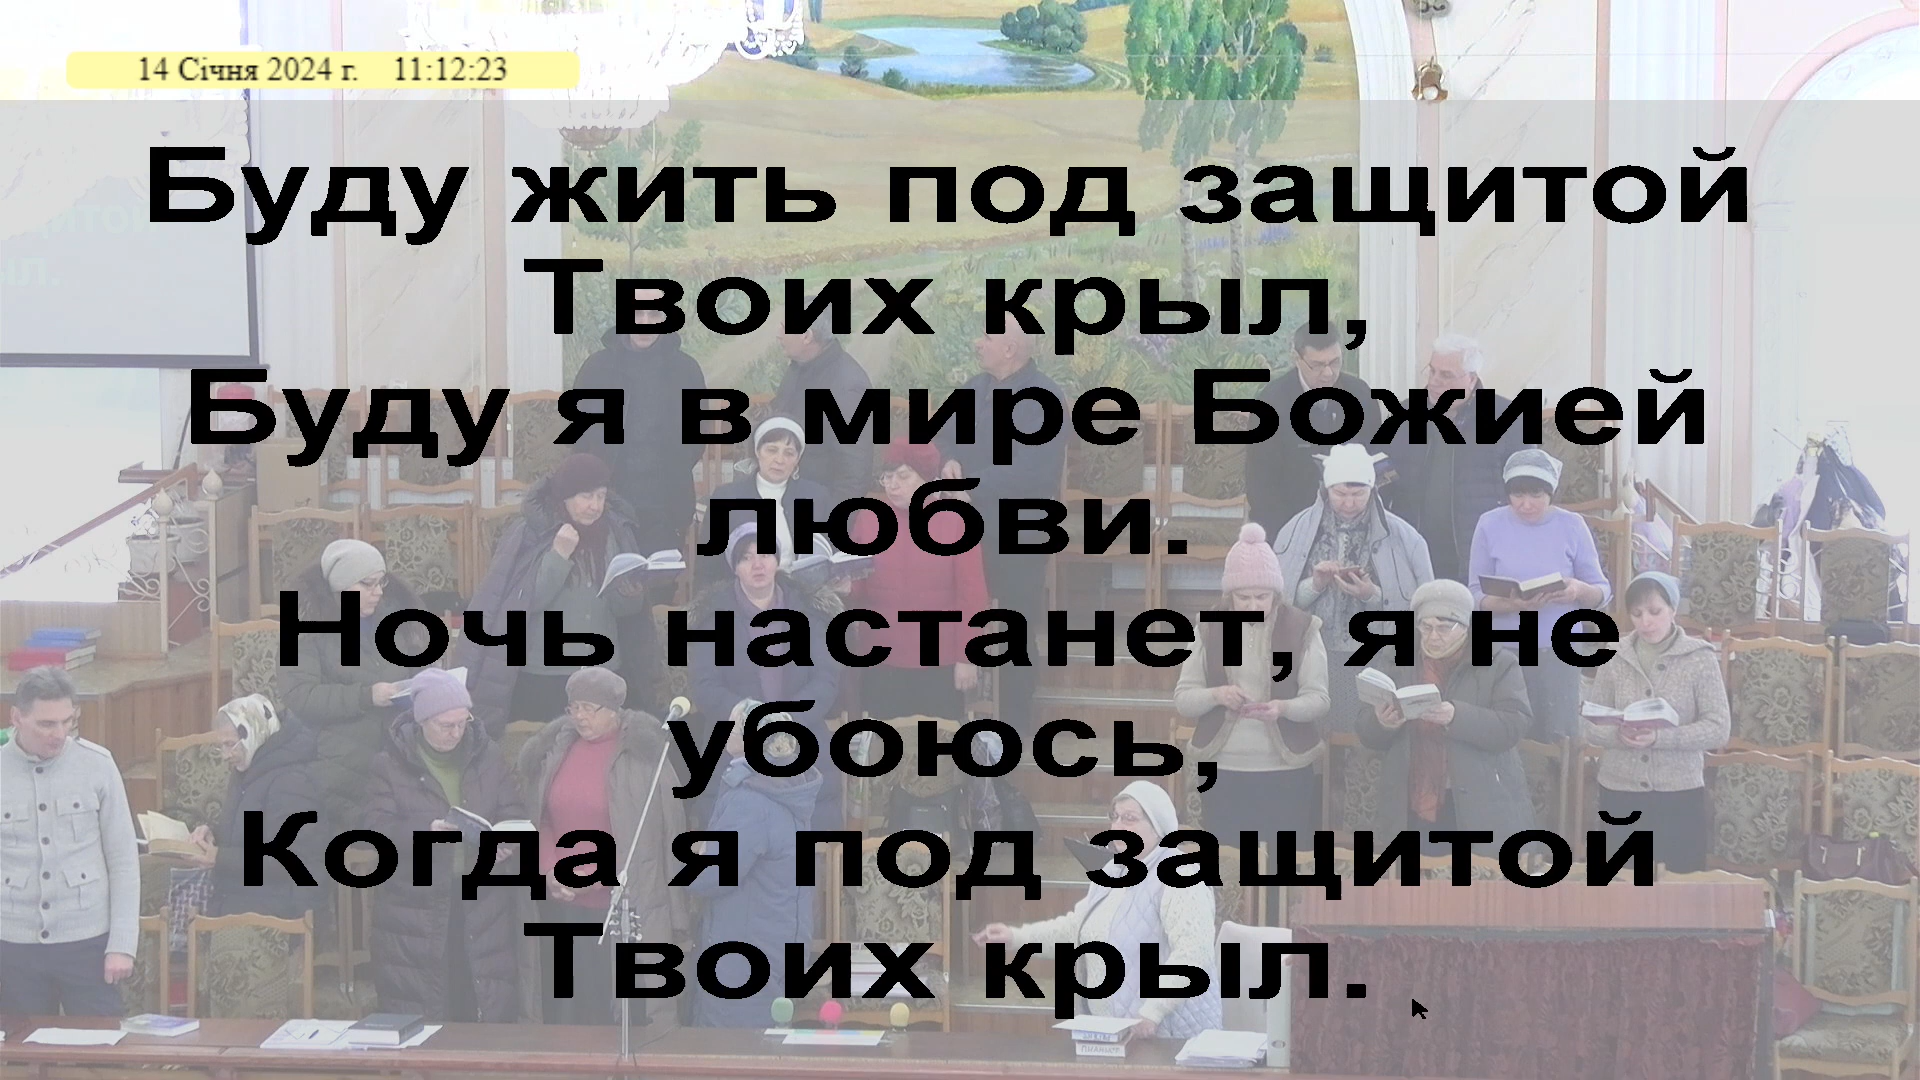 14 Січня 2024 г. 11:12:23
Буду жить под защитой
Твоих крыл,
Буду я в мире Божией
любви.
Ночь настанет, я не
убоюсь,
Когда я под защитой
Твоих крыл.